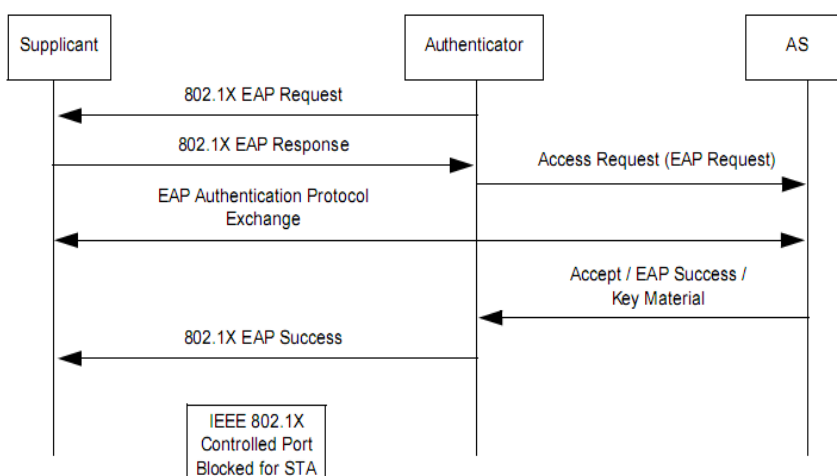 Supplicant
Authenticator
AS
802.1X EAP Request
802.1X EAP Response
Access Request (EAP Request)
EAP Authentication Protocol
Exchange
Accept / EAP Success /
Key Material
802.1X EAP Success
IEEE 802.1X
Controlled Port
Blocked for STA